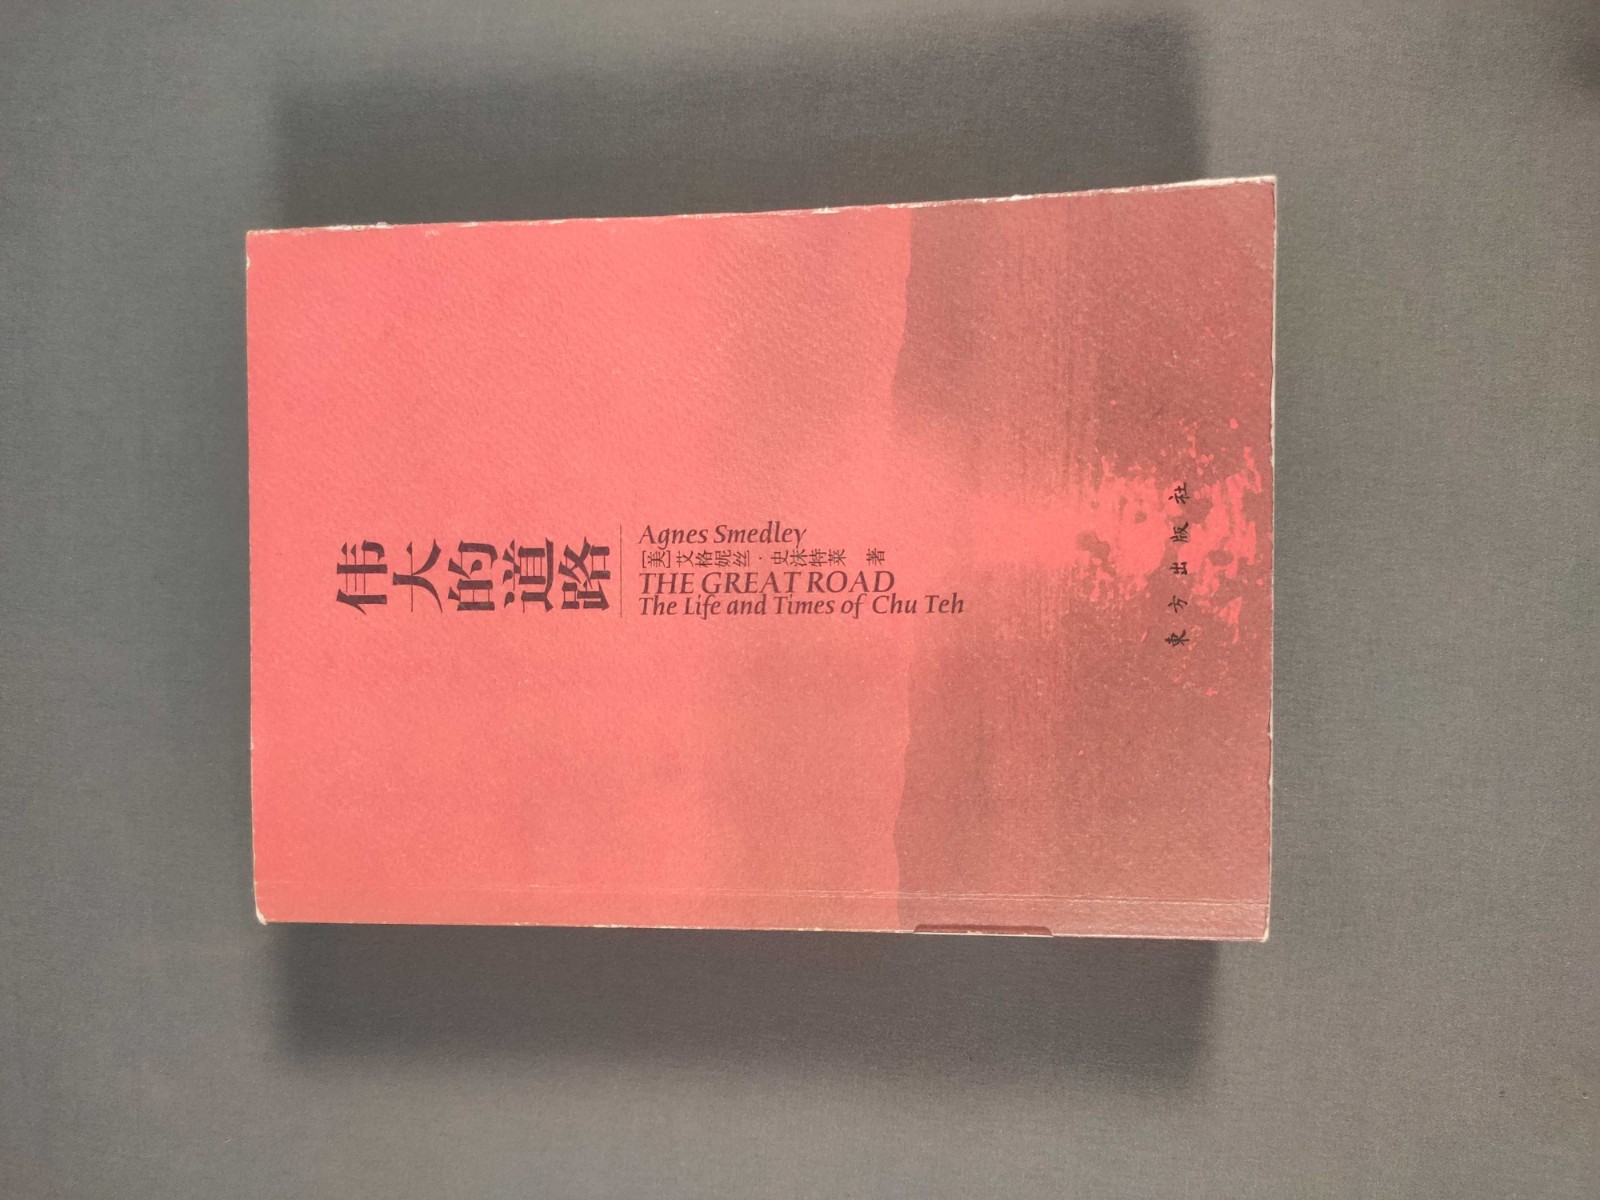 伟大的道路
Agnes Smedley
[美]艾格妮丝·史沫特莱 著
THE GREAT ROAD
The Life and Times of Chu Teh
東方出版社